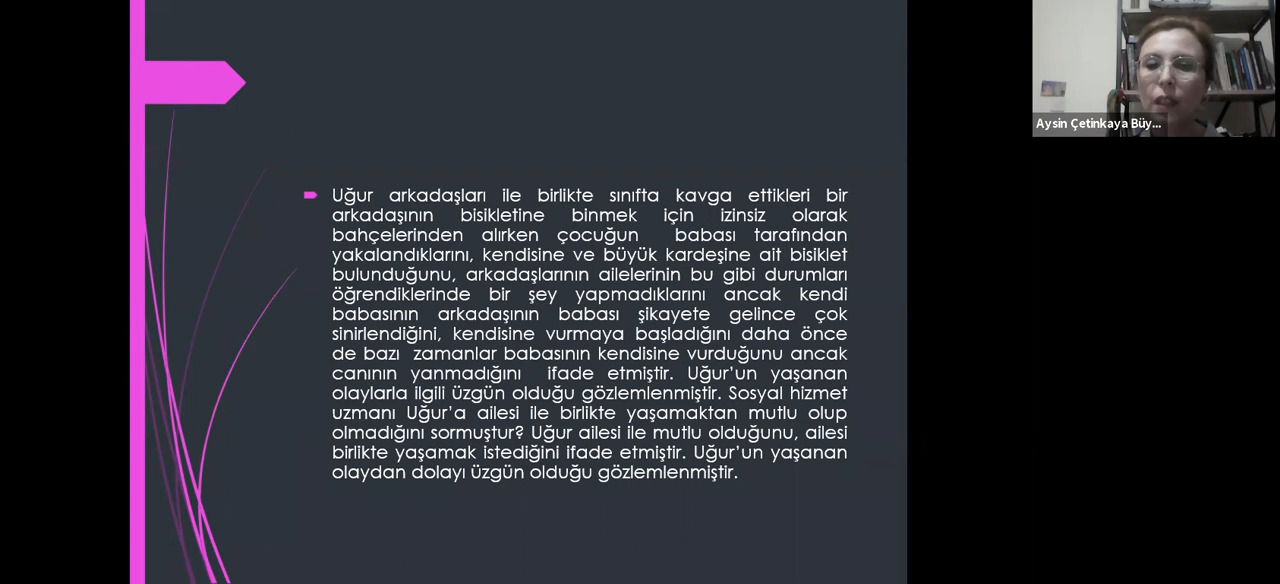 Uğur arkadaşları ile birlikte sınıfta kavga ettikleri bir
arkadaşının bisikletine binmek için izinsiz olarak
bahçelerinden alırken çocuğun babası tarafından
yakalandıklarını, kendisine ve büyük kardeşine ait bisiklet
bulunduğunu, arkadaşlarının ailelerinin bu gibi durumları
öğrendiklerinde bir şey yapmadıklarını ancak kendi
babasının arkadaşının babası şikayete gelince çok
sinirlendiğini, kendisine vurmaya başladığını daha önce
de bazı zamanlar babasının kendisine vurduğunu ancak
canının yanmadığını ifade etmiştir. Uğur’un yaşanan
olaylarla ilgili üzgün olduğu gözlemlenmiştir. Sosyal hizmet
uzmanı Uğur’a ailesi ile birlikte yaşamaktan mutlu olup
olmadığını sormuştur? Uğur ailesi ile mutlu olduğunu, ailesi
birlikte yaşamak istediğini ifade etmiştir. Uğur’un yaşanan
olaydan dolayı üzgün olduğu gözlemlenmiştir.
Aysin Çetinkaya Büy...